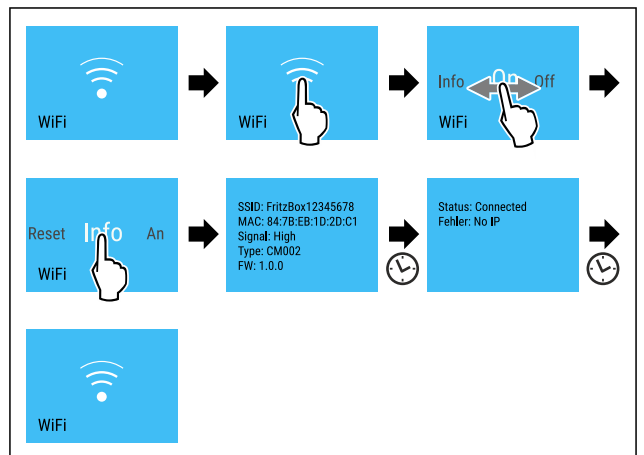 WiFi
WiFi
Info On Off
WiFi
Reset Info An
WiFi
SSID: FritzBox12345678
MAC: 84:7B:EB:1D:2D:C1
Signal: High
Type: CM002
FW: 1.0.0
Status: Connected
Fehler: No IP
WiFi